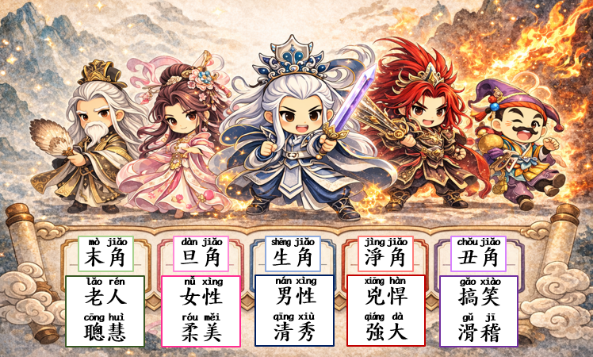 mò jiǎo
末角
dàn jiǎo
旦角
shēng jiǎo
生角
jìng jiǎo
淨角
chǒu jiǎo
丑角
lǎo rén
老人
cōng huì
聰慧
nǚ xìng
女性
róu měi
柔美
nán xìng
男性
qīng xiù
清秀
xiōng hàn
兇悍
qiáng dà
強大
gǎo xiào
搞笑
gǔ jī
滑稽